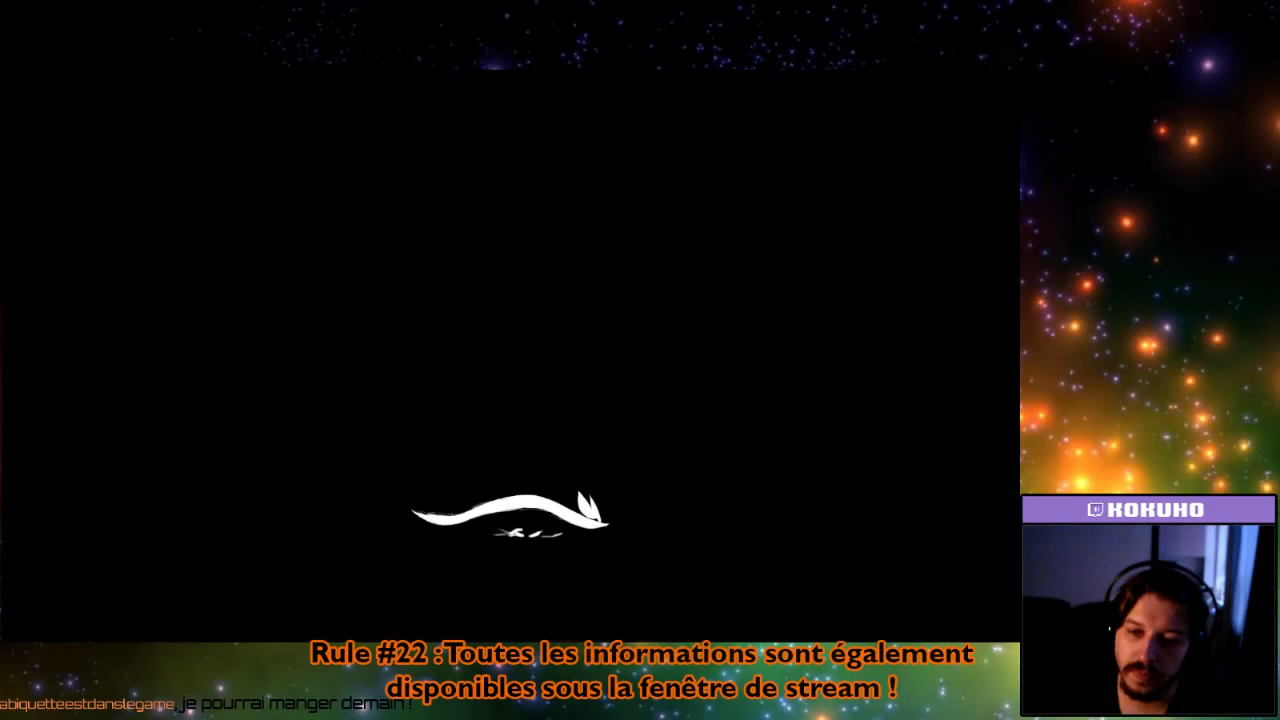 KOKUHO
Rule #22 : Toutes les informations sont également
disponibles sous la fenêtre de stream !
abiquetteestdanslegame, je pourrai manger demain !